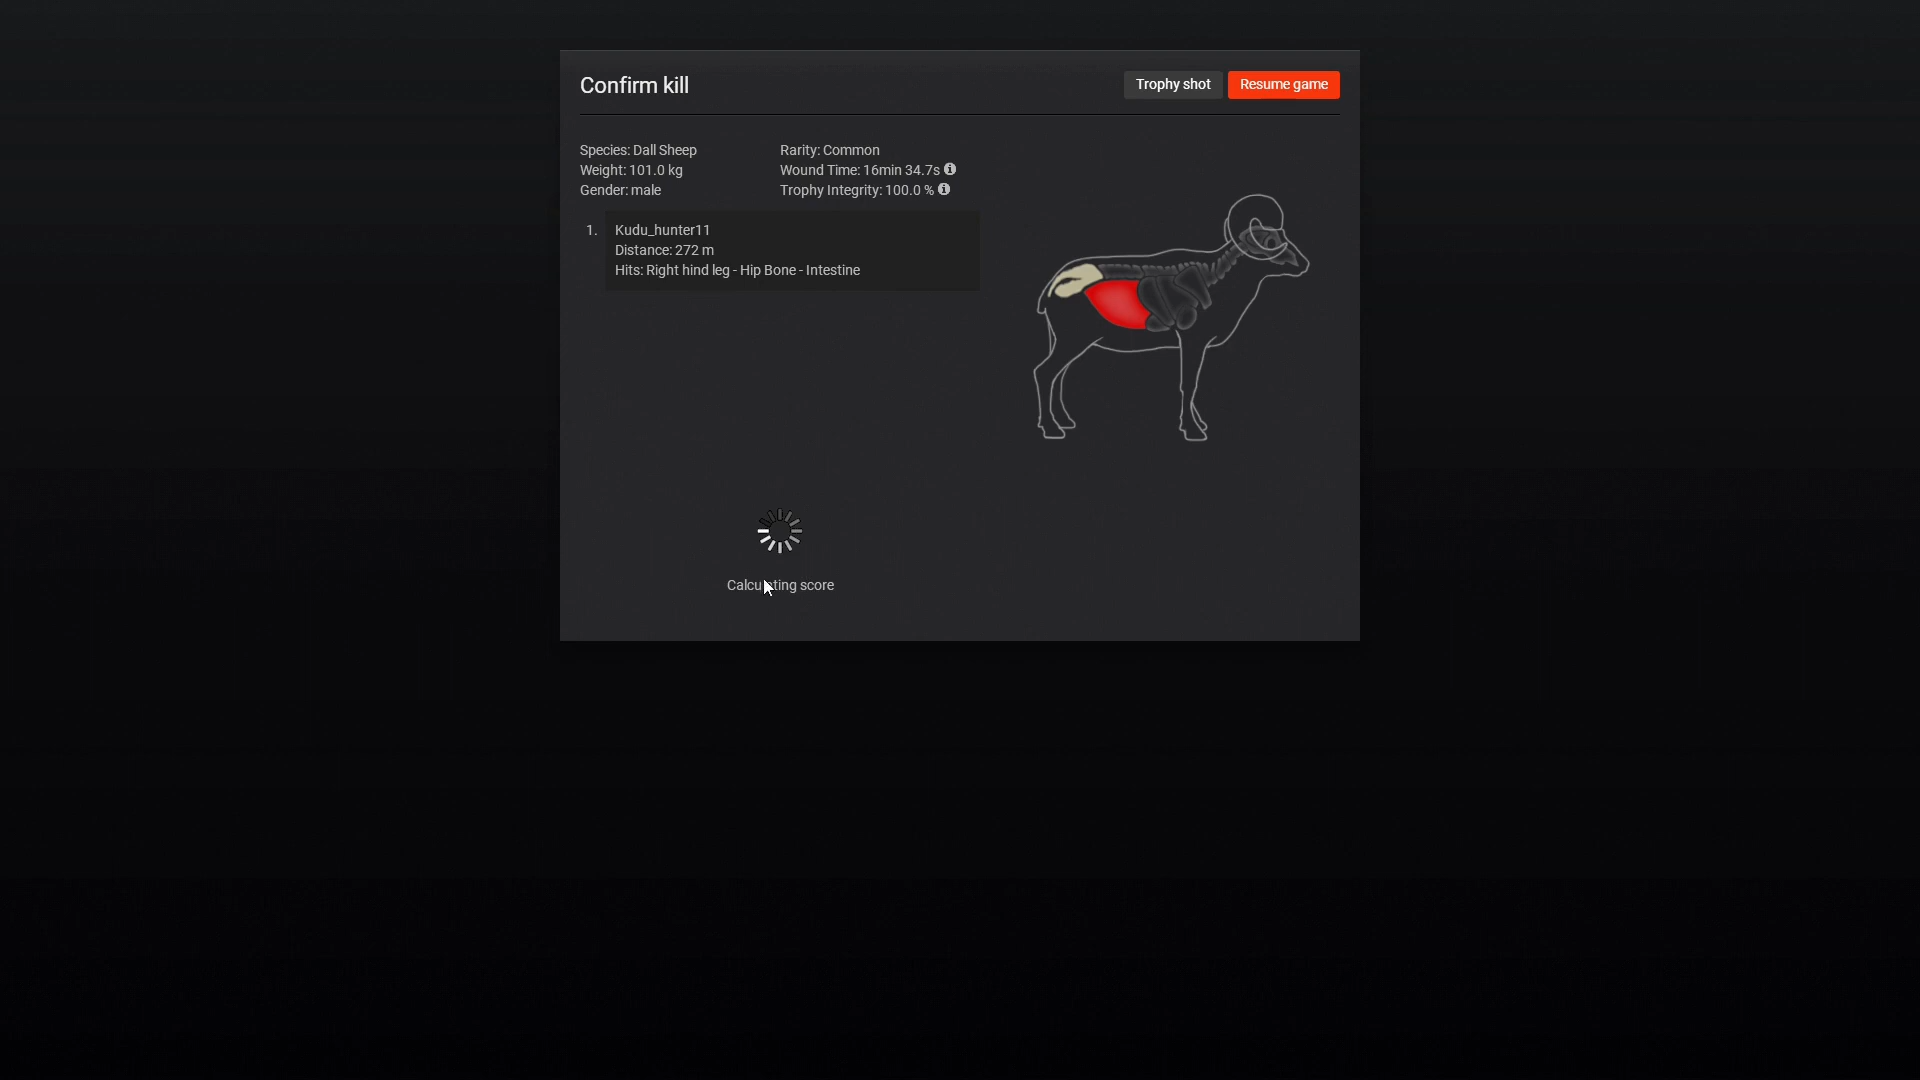 Confirm kill
Trophy shot
Resume game
Species: Dall Sheep
Weight: 101.0 kg
Gender: male
Rarity: Common
Wound Time: 16min 34.7s
Trophy Integrity: 100.0 %
1. Kudu_hunter11
Distance: 272 m
Hits: Right hind leg - Hip Bone - Intestine
Calculating score